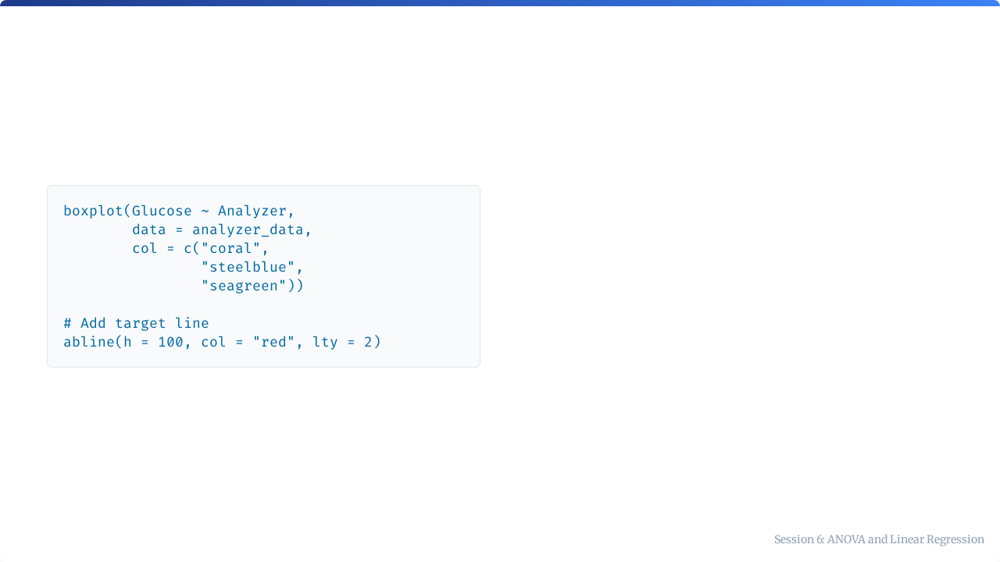 boxplot(Glucose ~ Analyzer,
        data = analyzer_data,
        col = c("coral",
                "steelblue",
                "seagreen"))

# Add target line
abline(h = 100, col = "red", lty = 2)
Session 6: ANOVA and Linear Regression